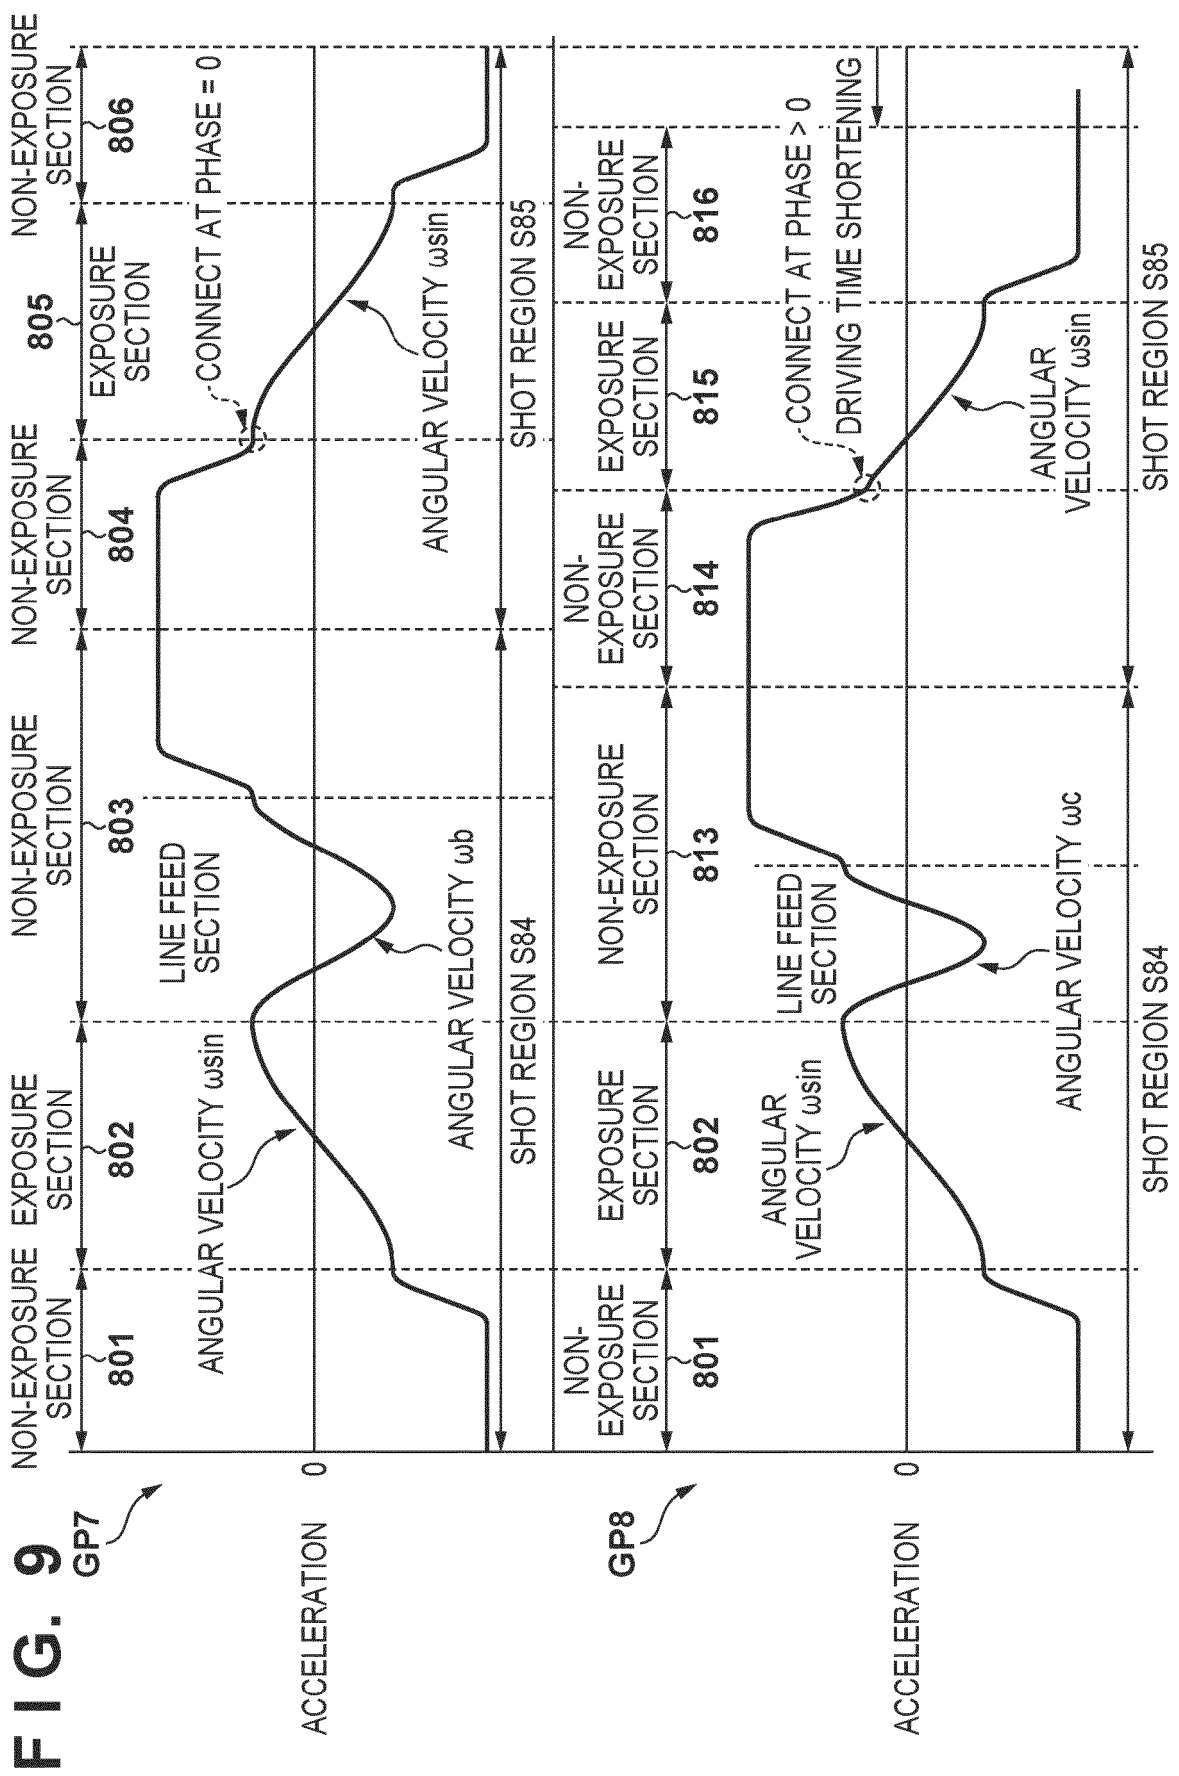 FIG. 9
GP7
NON-EXPOSURE
SECTION
801
EXPOSURE
SECTION
802
NON-EXPOSURE
SECTION
803
NON-EXPOSURE
SECTION
804
EXPOSURE
SECTION
805
NON-EXPOSURE
SECTION
806
LINE FEED
SECTION
CONNECT AT PHASE = 0
ANGULAR VELOCITY ωsin
ACCELERATION
0
ANGULAR VELOCITY ωb
ANGULAR VELOCITY ωsin
SHOT REGION S84
SHOT REGION S85
GP8
NON-
EXPOSURE
SECTION
801
EXPOSURE
SECTION
802
NON-EXPOSURE
SECTION
813
NON-
EXPOSURE
SECTION
814
EXPOSURE
SECTION
815
NON-
EXPOSURE
SECTION
816
ANGULAR
VELOCITY ωsin
LINE FEED
SECTION
CONNECT AT PHASE > 0
DRIVING TIME SHORTENING
ACCELERATION
0
ANGULAR VELOCITY ωc
ANGULAR
VELOCITY ωsin
SHOT REGION S84
SHOT REGION S85